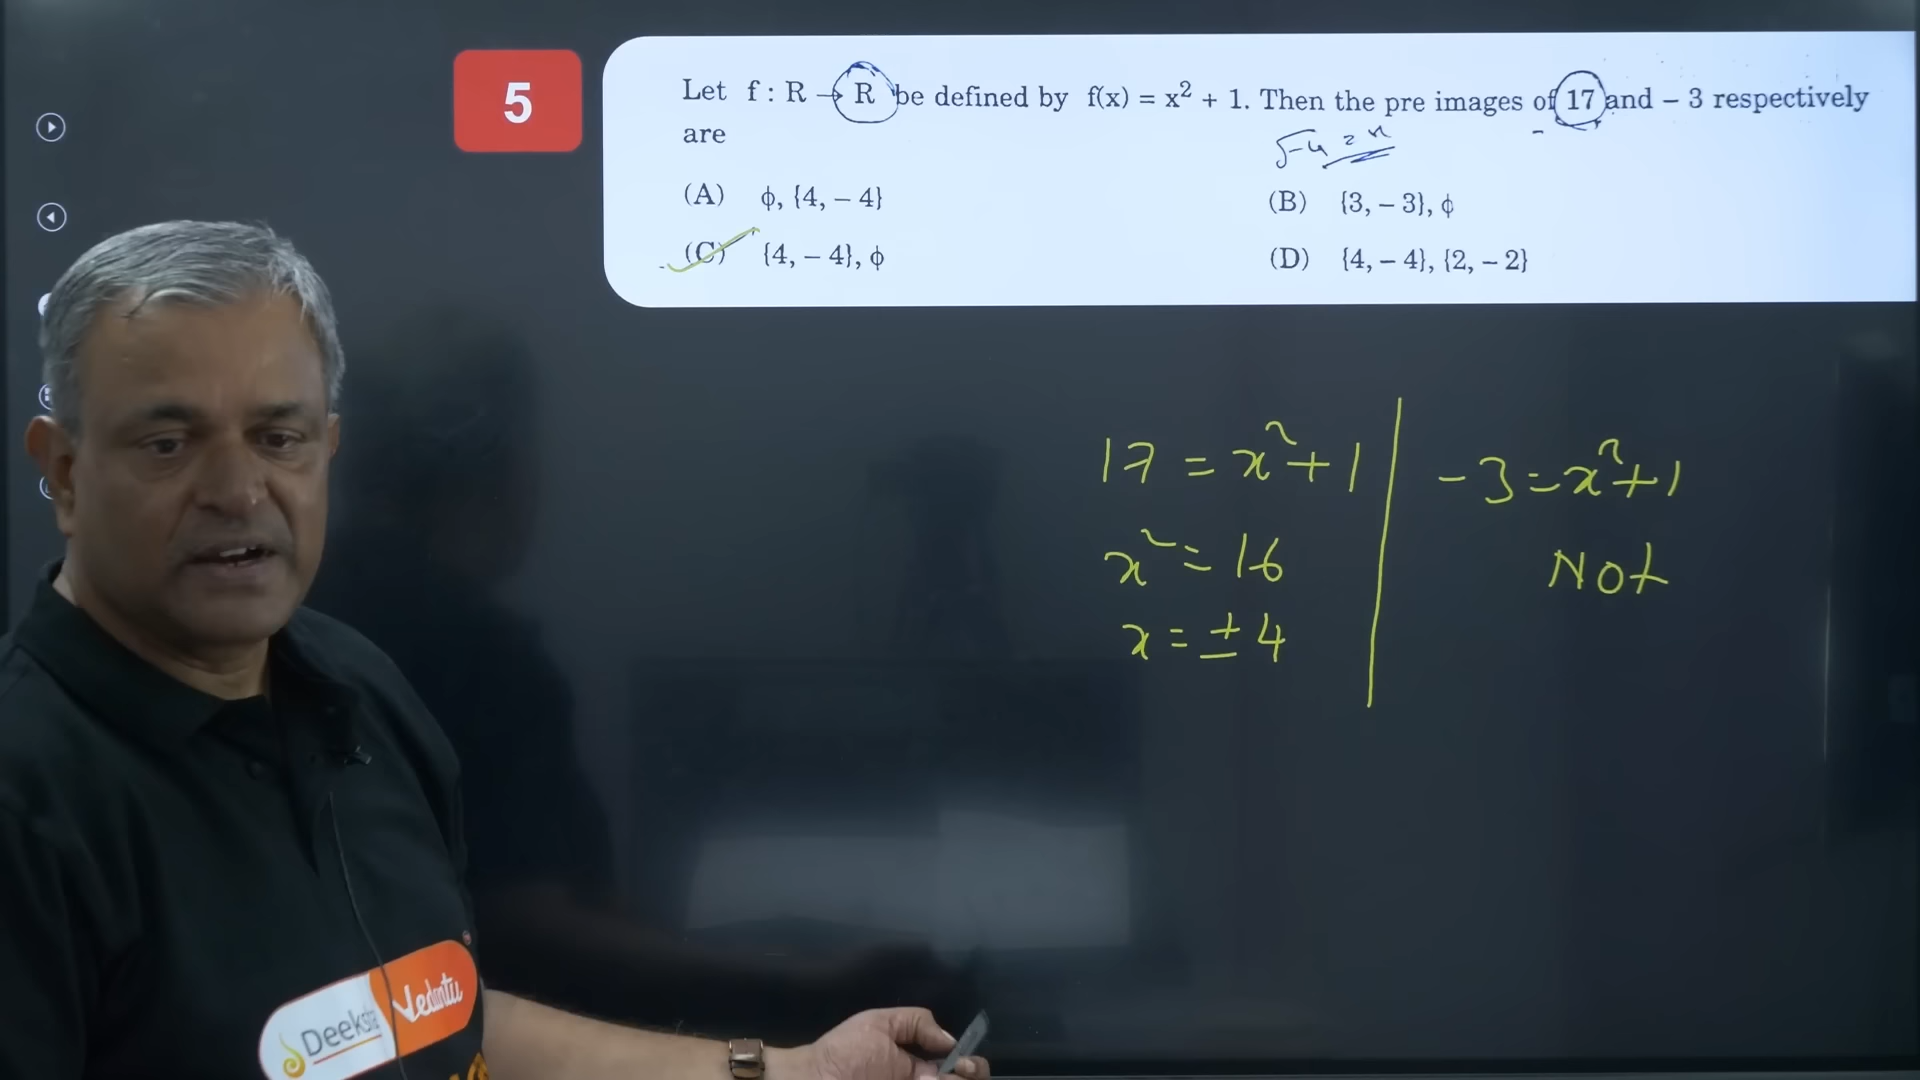 5
Let f : R → R be defined by f(x) = x² + 1. Then the pre images of 17 and – 3 respectively
are
√-4 = x
(A) ϕ, {4, – 4}
(B) {3, – 3}, ϕ
(C) {4, – 4}, ϕ
(D) {4, – 4}, {2, – 2}
17 = x² + 1
x² = 16
x = ± 4
-3 = x² + 1
Not
Deeksha
Vedantu